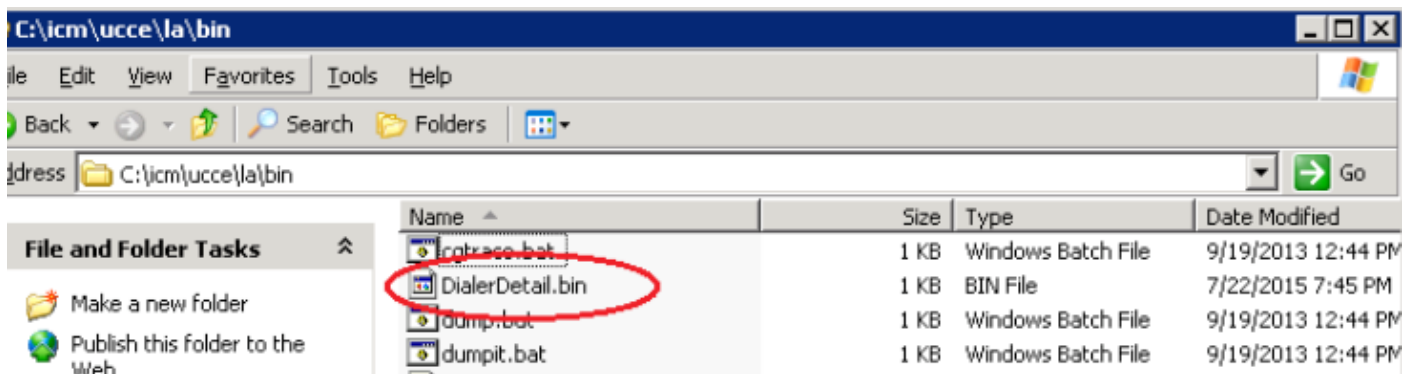 C:\icm\ucce\la\bin
ile Edit View Favorites Tools Help
Back Search Folders
ddress C:\icm\ucce\la\bin Go
Name Size Type Date Modified
File and Folder Tasks
cgtrace.bat 1 KB Windows Batch File 9/19/2013 12:44 PM
DialerDetail.bin 1 KB BIN File 7/22/2015 7:45 PM
Make a new folder
dump.bat 1 KB Windows Batch File 9/19/2013 12:44 PM
Publish this folder to the
dumpit.bat 1 KB Windows Batch File 9/19/2013 12:44 PM
Web